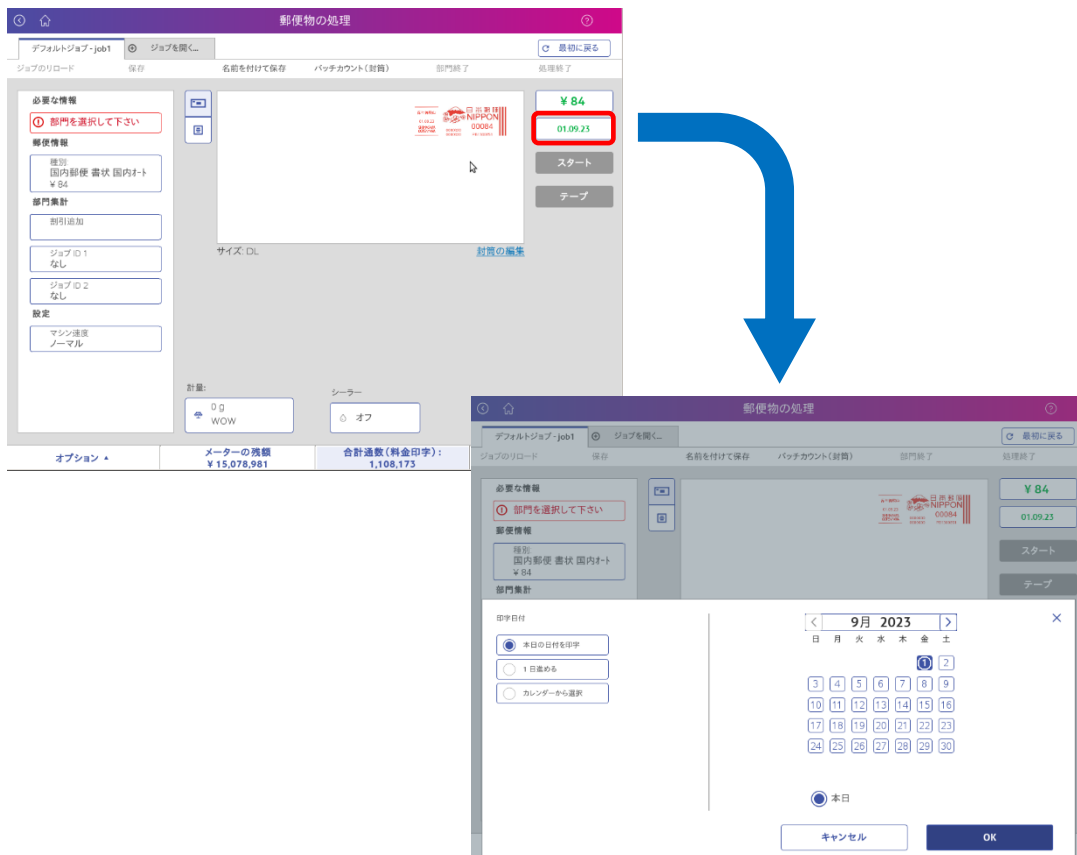 郵便物の処理
デフォルトジョブ - job1
ジョブを開く...
最初に戻る
ジョブのリロード
保存
名前を付けて保存
バッチカウント(封筒)
部門終了
処理終了
必要な情報
部門を選択して下さい
郵便情報
種別
国内郵便 書状 国内ｵｰﾄ
¥ 84
部門集計
割引追加
ジョブ ID 1
なし
ジョブ ID 2
なし
設定
マシン速度
ノーマル
日本郵便
NIPPON
00084
01.09.23
サイズ: DL
封筒の編集
¥ 84
01.09.23
スタート
テープ
計量:
0 g
WOW
シーラー
オフ
オプション
メーターの残額
¥ 15,078,981
合計通数(料金印字):
1,108,173
郵便物の処理
デフォルトジョブ - job1
ジョブを開く...
最初に戻る
ジョブのリロード
保存
名前を付けて保存
バッチカウント(封筒)
部門終了
処理終了
必要な情報
部門を選択して下さい
郵便情報
種別
国内郵便 書状 国内ｵｰﾄ
¥ 84
部門集計
日本郵便
NIPPON
00084
¥ 84
01.09.23
スタート
テープ
印字日付
本日の日付を印字
1 日進める
カレンダーから選択
9月 2023
日 月 火 水 木 金 土
1 2
3 4 5 6 7 8 9
10 11 12 13 14 15 16
17 18 19 20 21 22 23
24 25 26 27 28 29 30
本日
キャンセル
OK